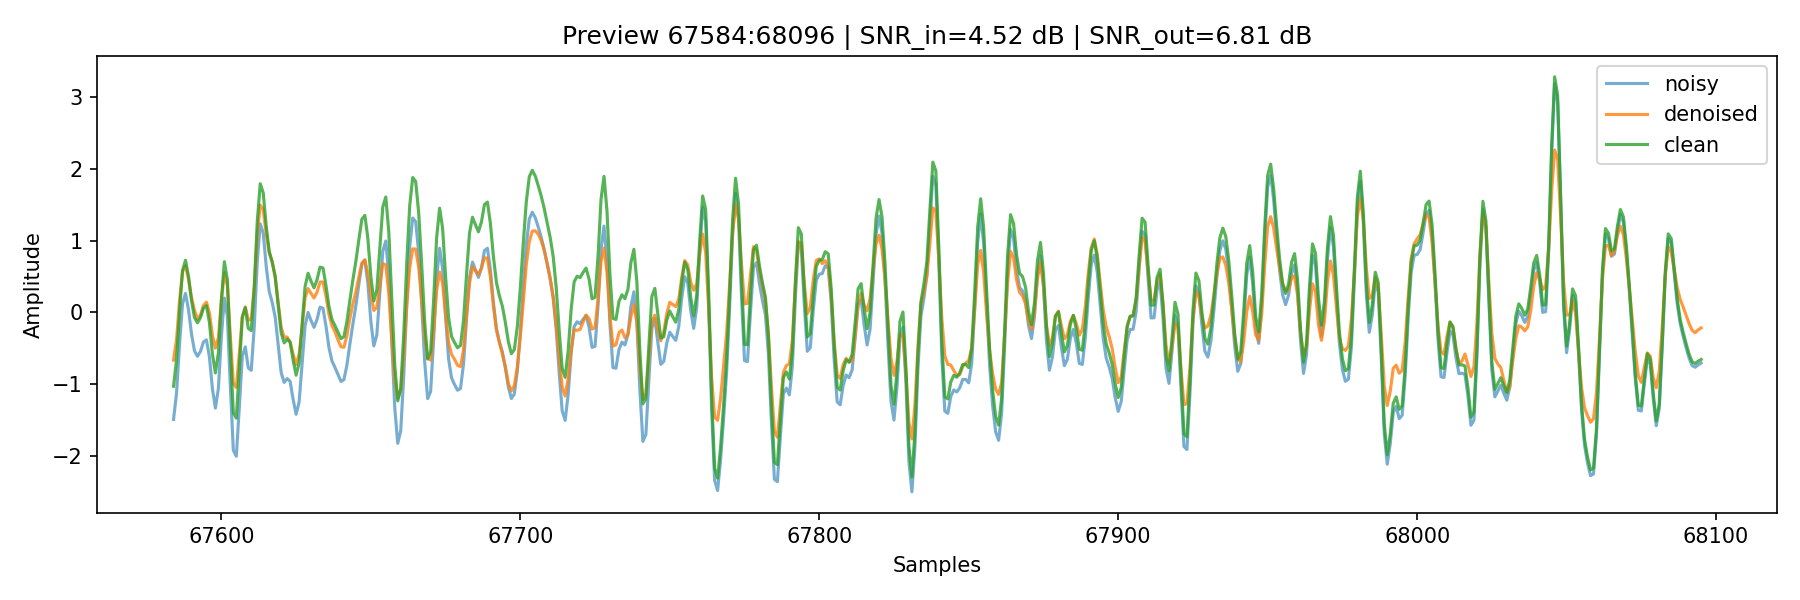 Preview 67584:68096 | SNR_in=4.52 dB | SNR_out=6.81 dB
noisy
denoised
clean
Amplitude
3
2
1
0
−1
−2
67600 67700 67800 67900 68000 68100
Samples